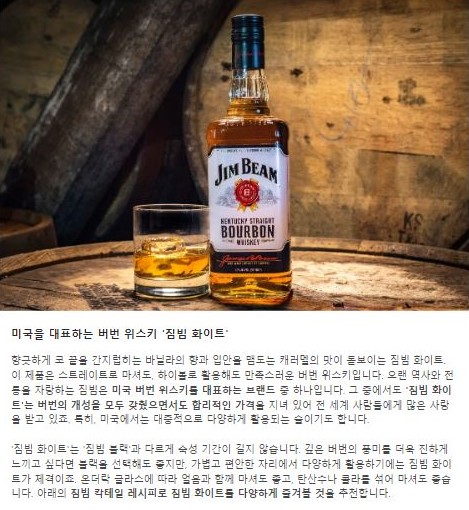 JIM BEAM
KENTUCKY STRAIGHT
BOURBON
WHISKEY
미국을 대표하는 버번 위스키 '짐빔 화이트'
향긋하게 코 끝을 간지럽히는 바닐라의 향과 입안을 맴도는 캐러멜의 맛이 돋보이는 짐빔 화이트.
이 제품은 스트레이트로 마셔도, 하이볼로 활용해도 만족스러운 버번 위스키입니다. 오랜 역사와 전
통을 자랑하는 짐빔은 미국 버번 위스키를 대표하는 브랜드 중 하나입니다. 그 중에서도 '짐빔 화이
트'는 버번의 개성을 모두 갖췄으면서도 합리적인 가격을 지녀 있어 전 세계 사람들에게 많은 사랑
을 받고 있죠. 특히, 미국에서는 대중적으로 다양하게 활용되는 술이기도 합니다.
'짐빔 화이트'는 '짐빔 블랙'과 다르게 숙성 기간이 길지 않습니다. 깊은 버번의 풍미를 더욱 진하게
느끼고 싶다면 블랙을 선택해도 좋지만, 가볍고 편안한 자리에서 다양하게 활용하기에는 짐빔 화이
트가 제격이죠. 온더락 글라스에 따라 얼음과 함께 마셔도 좋고, 탄산수나 콜라를 섞어 마셔도 좋습
니다. 아래의 짐빔 칵테일 레시피로 짐빔 화이트를 다양하게 즐겨볼 것을 추천합니다.